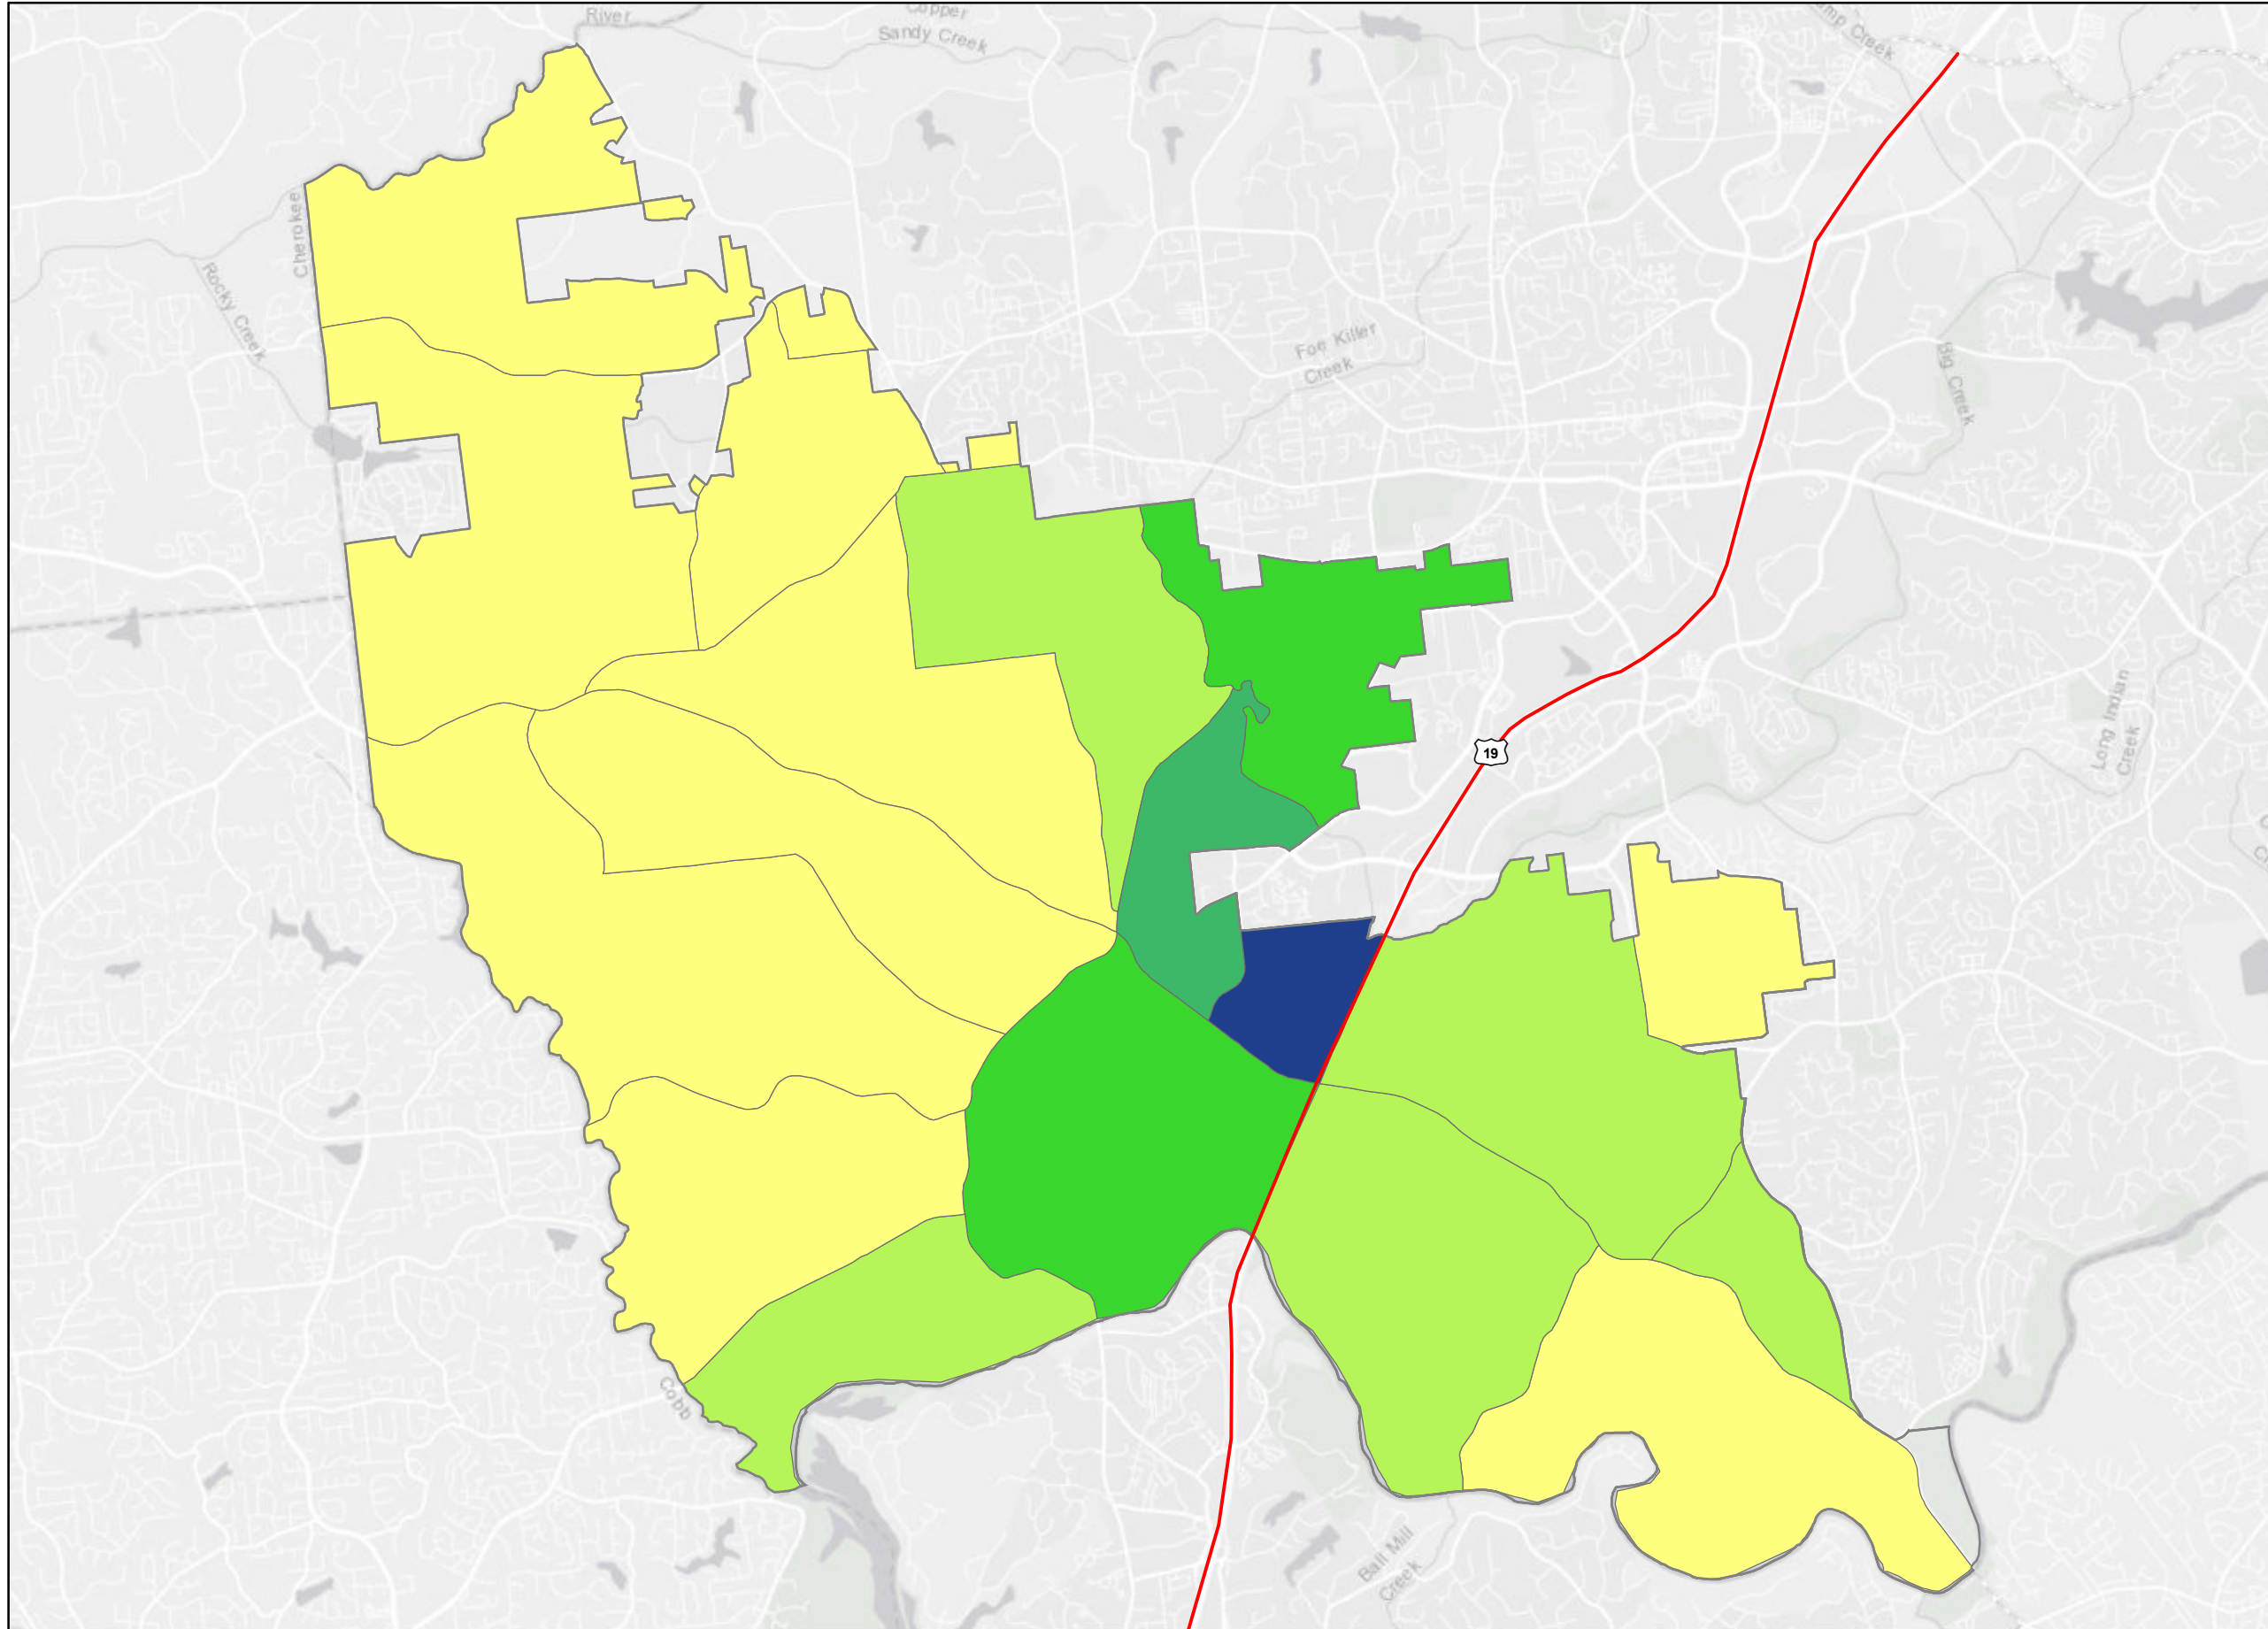 River
Copper
Sandy Creek
Cherokee
Rocky Creek
Foe Killer
Creek
Big Creek
Long Indian
Creek
19
Cobb
Ball Mill
Creek